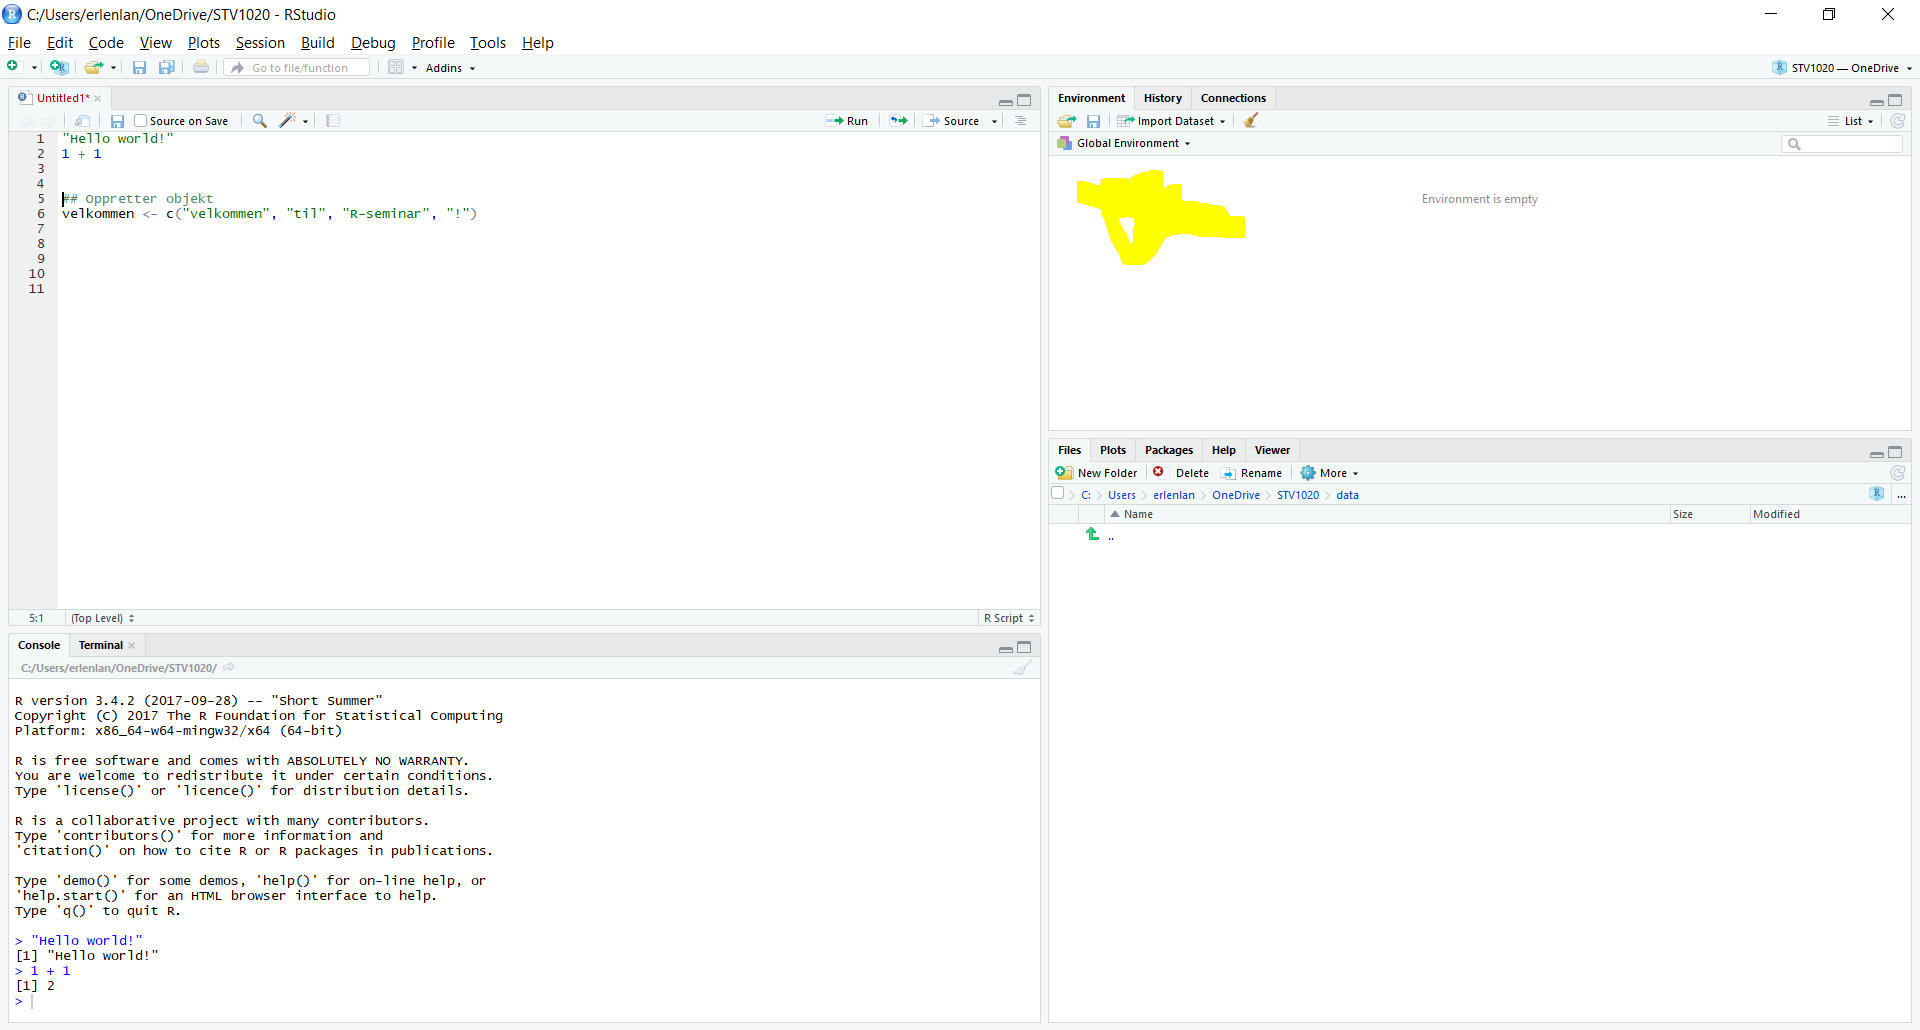 C:/Users/erlenlan/OneDrive/STV1020 - RStudio
File Edit Code View Plots Session Build Debug Profile Tools Help
Go to file/function Addins STV1020 — OneDrive
Untitled1*
Source on Save Run Source
1 "Hello world!"
2 1 + 1
3
4
5 ## Oppretter objekt
6 velkommen <- c("velkommen", "til", "R-seminar", "!")
7
8
9
10
11
5:1 (Top Level) R Script
Console Terminal
C:/Users/erlenlan/OneDrive/STV1020/
R version 3.4.2 (2017-09-28) -- "Short Summer"
Copyright (C) 2017 The R Foundation for Statistical Computing
Platform: x86_64-w64-mingw32/x64 (64-bit)
R is free software and comes with ABSOLUTELY NO WARRANTY.
You are welcome to redistribute it under certain conditions.
Type 'license()' or 'licence()' for distribution details.
R is a collaborative project with many contributors.
Type 'contributors()' for more information and
'citation()' on how to cite R or R packages in publications.
Type 'demo()' for some demos, 'help()' for on-line help, or
'help.start()' for an HTML browser interface to help.
Type 'q()' to quit R.
> "Hello world!"
[1] "Hello world!"
> 1 + 1
[1] 2
>
Environment History Connections
Import Dataset List
Global Environment
Environment is empty
Files Plots Packages Help Viewer
New Folder Delete Rename More
C: Users erlenlan OneDrive STV1020 data ...
Name Size Modified
..